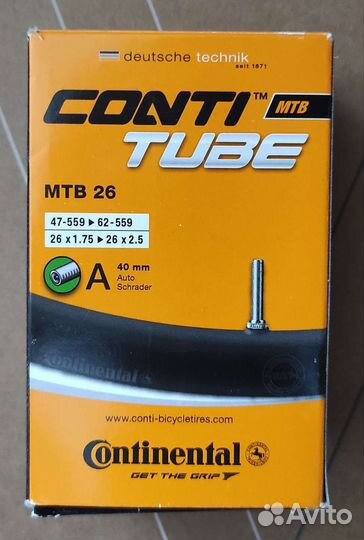 deutsche technik
seit 1871
CONTI™ MTB
TUBE
MTB 26
47-559 ▸ 62-559
26 x 1.75 ▸ 26 x 2.5
A
40 mm
Auto
Schrader
Continental
www.conti-bicycletires.com
Continental
GET THE GRIP
Avito